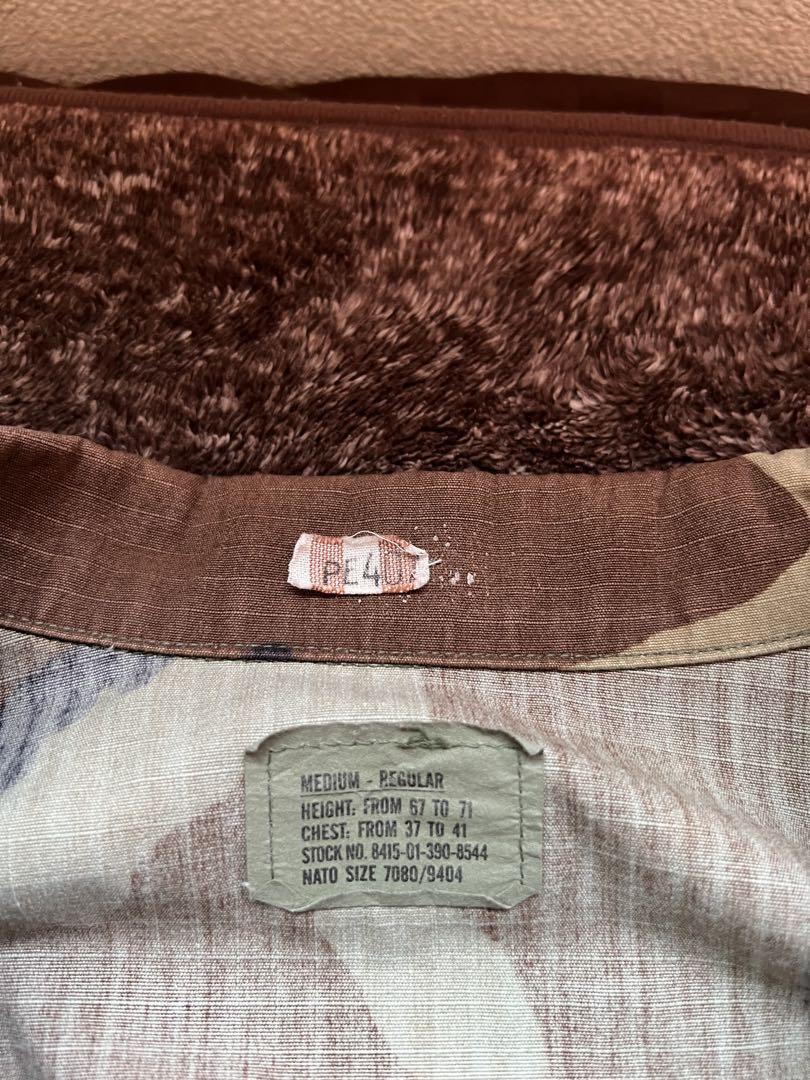 MEDIUM - REGULAR
HEIGHT: FROM 67 TO 71
CHEST: FROM 37 TO 41
STOCK NO. 8415-01-390-8544
NATO SIZE 7080/9404